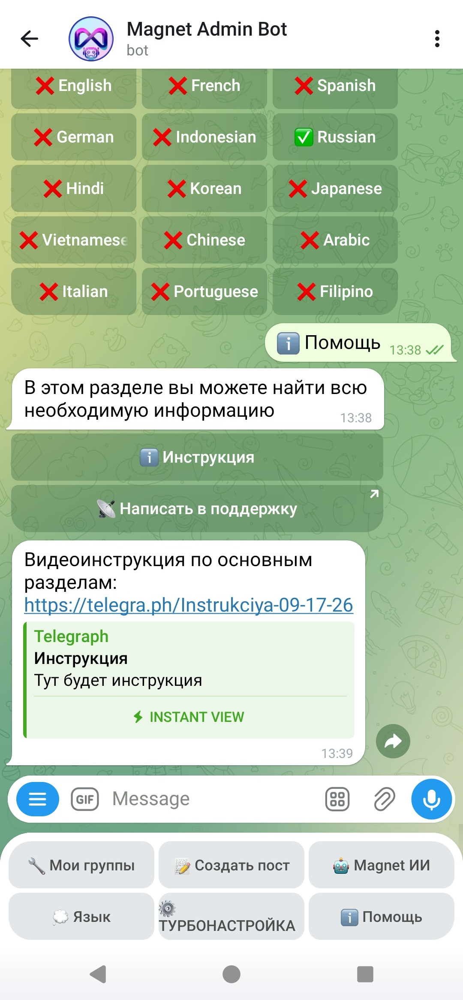 Magnet Admin Bot
bot
❌ English
❌ French
❌ Spanish
❌ German
❌ Indonesian
✅ Russian
❌ Hindi
❌ Korean
❌ Japanese
❌ Vietnamese
❌ Chinese
❌ Arabic
❌ Italian
❌ Portuguese
❌ Filipino
ℹ️ Помощь 13:38
В этом разделе вы можете найти всю
необходимую информацию 13:38
ℹ️ Инструкция
📡 Написать в поддержку
Видеоинструкция по основным
разделам:
https://telegra.ph/Instrukciya-09-17-26
Telegraph
Инструкция
Тут будет инструкция
⚡ INSTANT VIEW
13:39
GIF Message
🔧 Мои группы
📝 Создать пост
🤖 Magnet ИИ
💭 Язык
⚙️
ТУРБОНАСТРОЙКА
ℹ️ Помощь